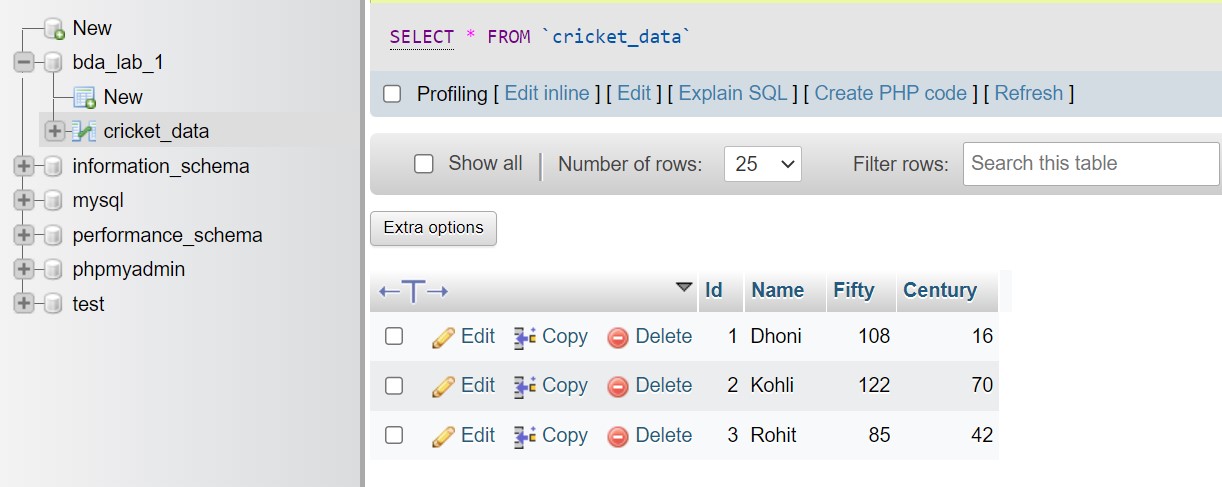 New
bda_lab_1
New
cricket_data
information_schema
mysql
performance_schema
phpmyadmin
test
SELECT * FROM `cricket_data`
Profiling [ Edit inline ] [ Edit ] [ Explain SQL ] [ Create PHP code ] [ Refresh ]
Show all | Number of rows: 25 Filter rows: Search this table
Extra options
←T→ Id Name Fifty Century
Edit Copy Delete 1 Dhoni 108 16
Edit Copy Delete 2 Kohli 122 70
Edit Copy Delete 3 Rohit 85 42